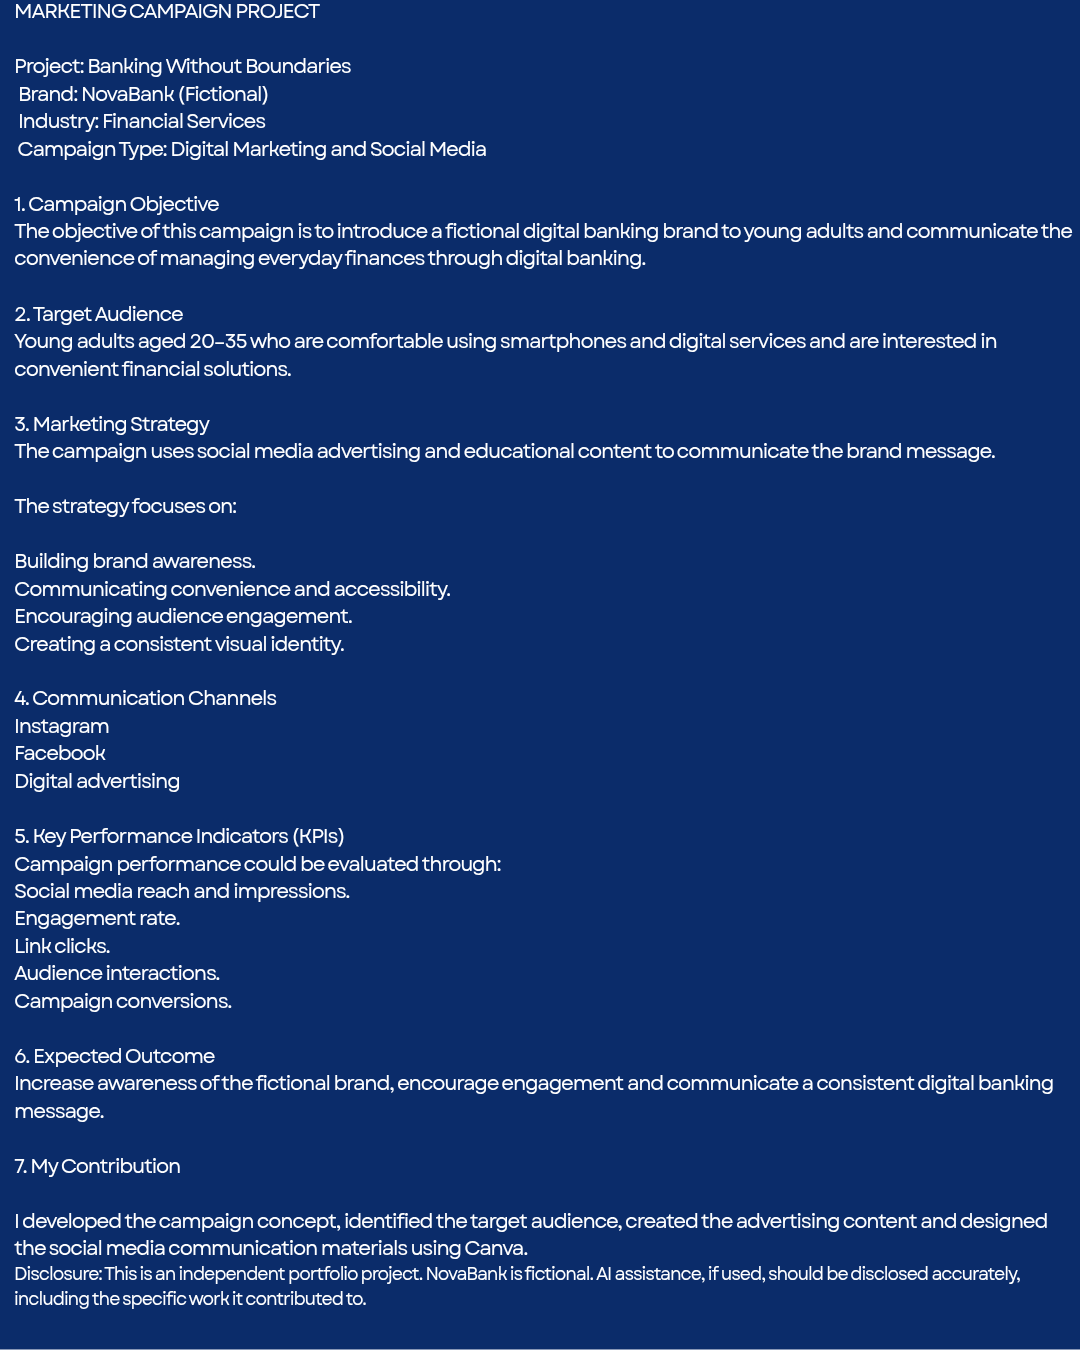 MARKETING CAMPAIGN PROJECT
Project: Banking Without Boundaries
Brand: NovaBank (Fictional)
Industry: Financial Services
Campaign Type: Digital Marketing and Social Media
1. Campaign Objective
The objective of this campaign is to introduce a fictional digital banking brand to young adults and communicate the
convenience of managing everyday finances through digital banking.
2. Target Audience
Young adults aged 20–35 who are comfortable using smartphones and digital services and are interested in
convenient financial solutions.
3. Marketing Strategy
The campaign uses social media advertising and educational content to communicate the brand message.
The strategy focuses on:
Building brand awareness.
Communicating convenience and accessibility.
Encouraging audience engagement.
Creating a consistent visual identity.
4. Communication Channels
Instagram
Facebook
Digital advertising
5. Key Performance Indicators (KPIs)
Campaign performance could be evaluated through:
Social media reach and impressions.
Engagement rate.
Link clicks.
Audience interactions.
Campaign conversions.
6. Expected Outcome
Increase awareness of the fictional brand, encourage engagement and communicate a consistent digital banking
message.
7. My Contribution
I developed the campaign concept, identified the target audience, created the advertising content and designed
the social media communication materials using Canva.
Disclosure: This is an independent portfolio project. NovaBank is fictional. AI assistance, if used, should be disclosed accurately,
including the specific work it contributed to.